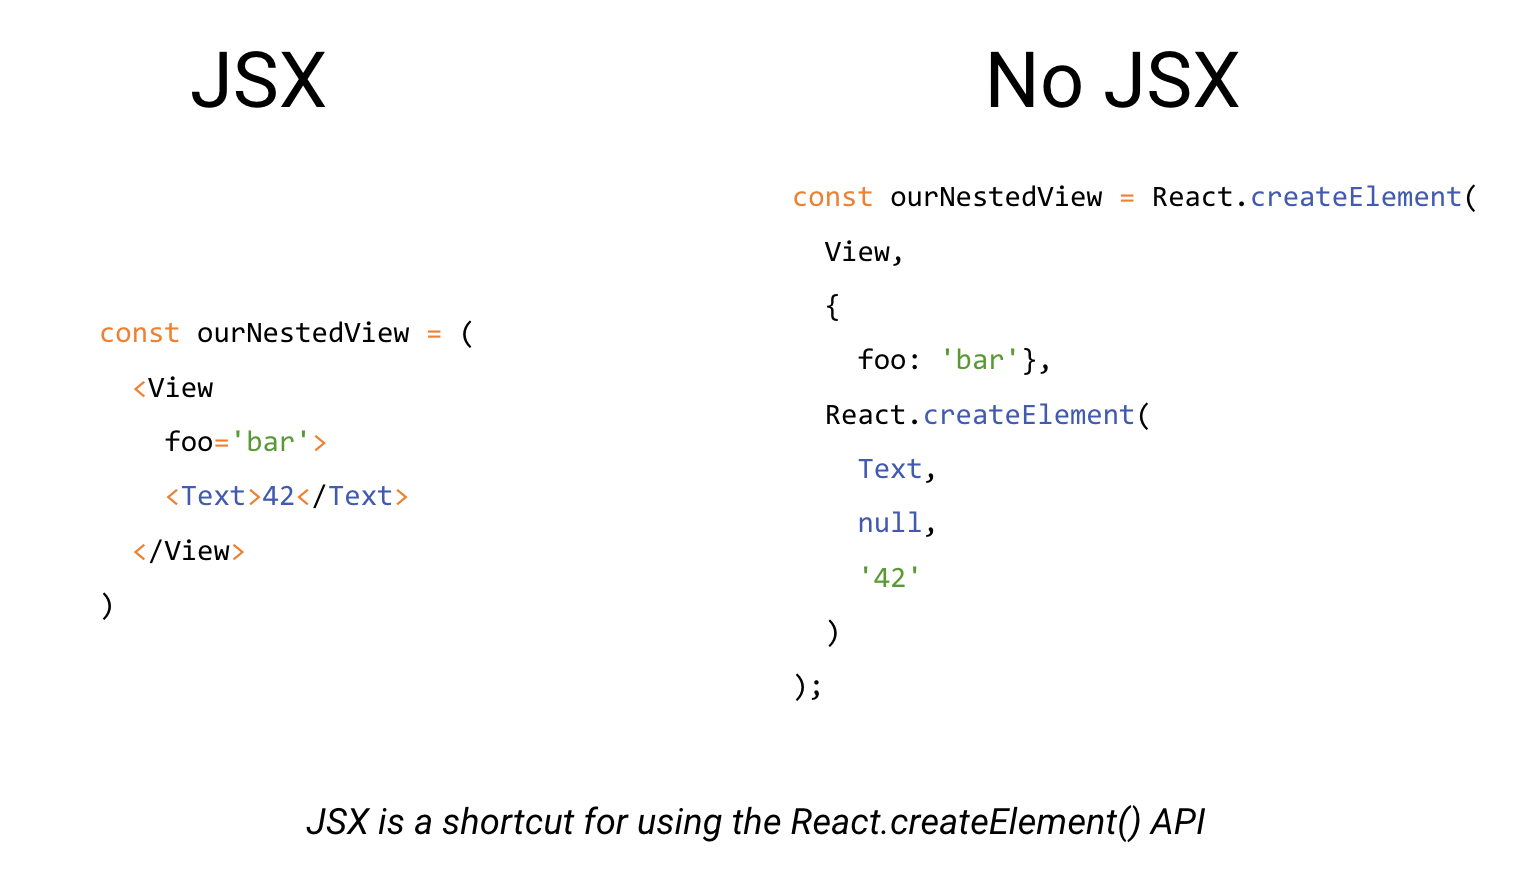 JSX
const ourNestedView = (
  <View
    foo='bar'>
    <Text>42</Text>
  </View>
)
No JSX
const ourNestedView = React.createElement(
  View,
  {
    foo: 'bar'},
  React.createElement(
    Text,
    null,
    '42'
  )
);
JSX is a shortcut for using the React.createElement() API